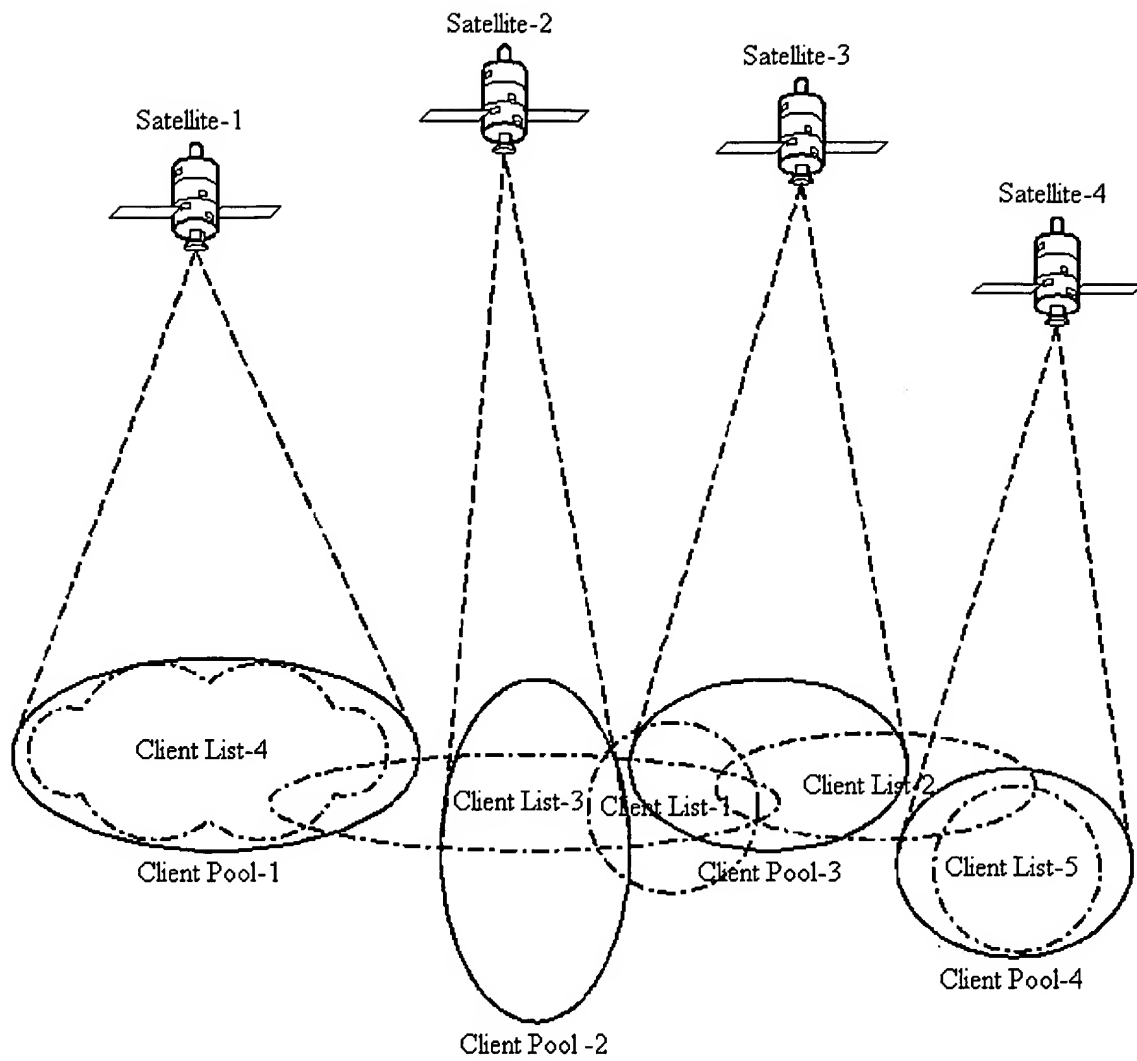 Satellite-2
Satellite-3
Satellite-1
Satellite-4
Client List-4
Client List-3
Client List-1
Client List-2
Client Pool-1
Client Pool-3
Client List-5
Client Pool-4
Client Pool -2